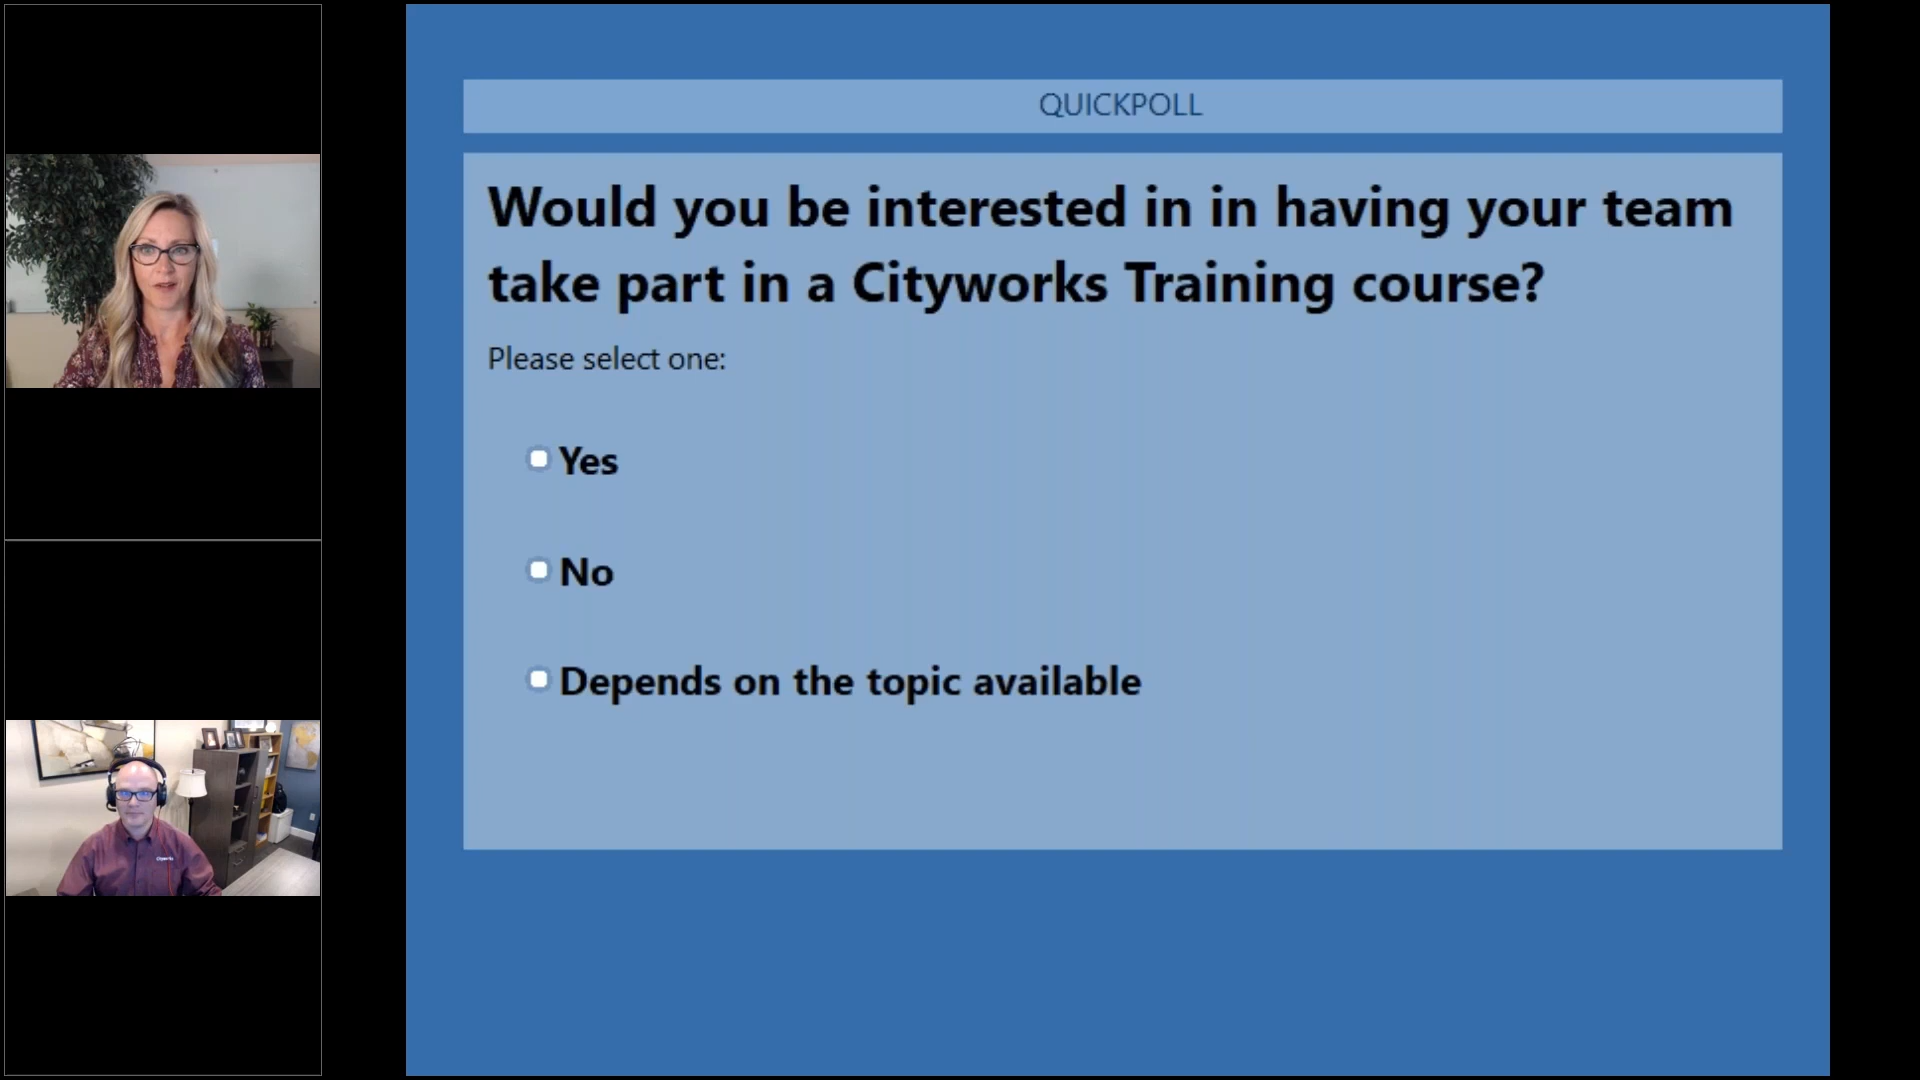 QUICKPOLL
Would you be interested in in having your team
take part in a Cityworks Training course?
Please select one:
Yes
No
Depends on the topic available